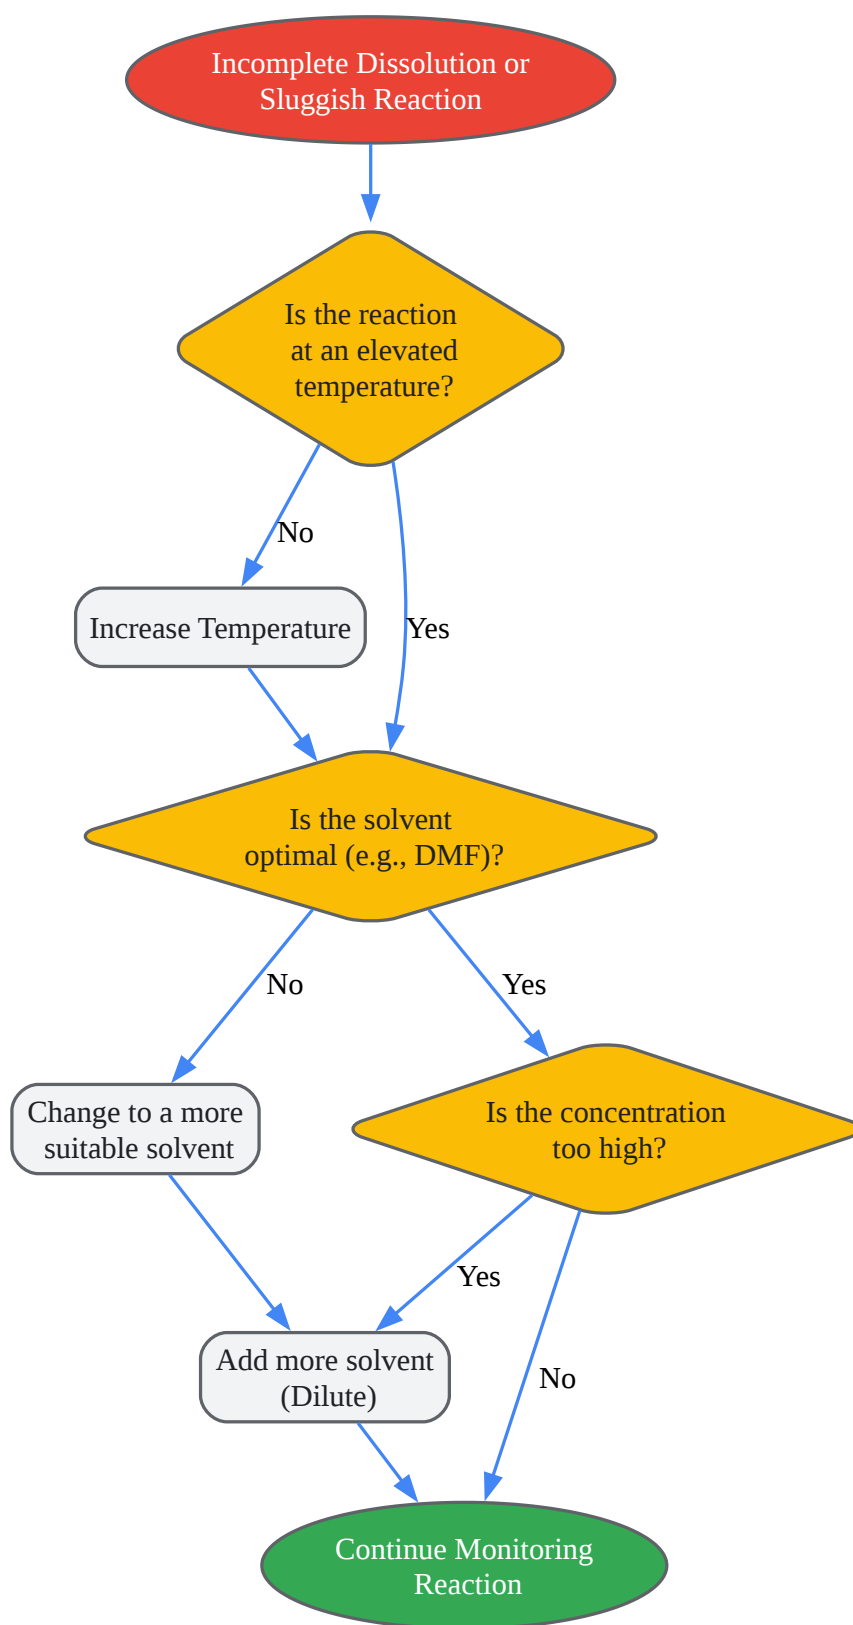 Incomplete Dissolution or
Sluggish Reaction
Is the reaction
at an elevated
temperature?
No
Increase Temperature
Yes
Is the solvent
optimal (e.g., DMF)?
No
Yes
Change to a more
suitable solvent
Is the concentration
too high?
Yes
Add more solvent
(Dilute)
No
Continue Monitoring
Reaction